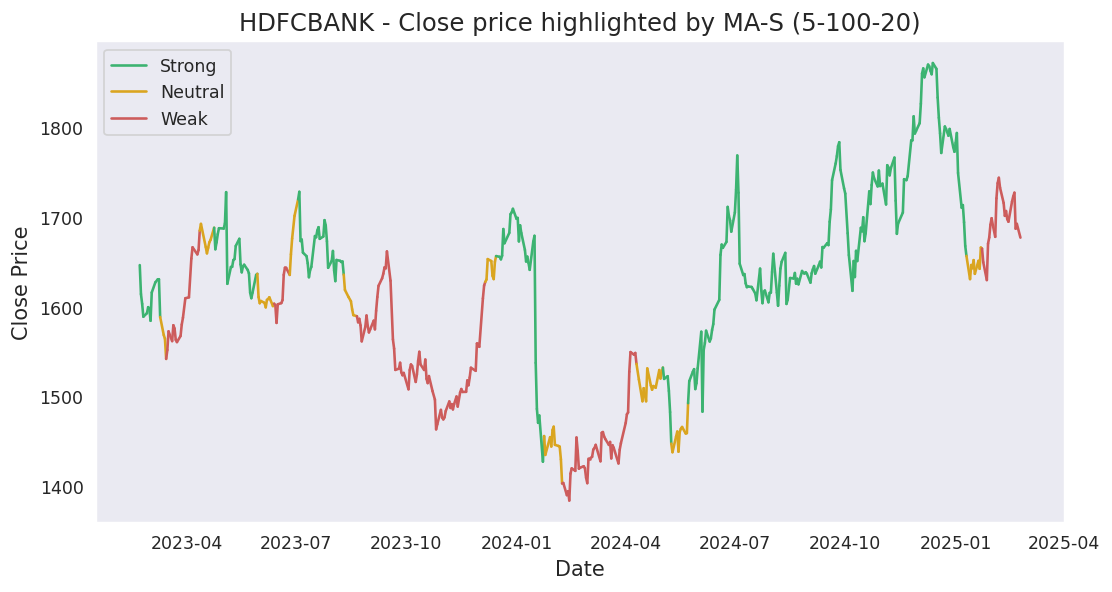 HDFCBANK - Close price highlighted by MA-S (5-100-20)
Strong
Neutral
Weak
Close Price
1800
1700
1600
1500
1400
2023-04 2023-07 2023-10 2024-01 2024-04 2024-07 2024-10 2025-01 2025-04
Date